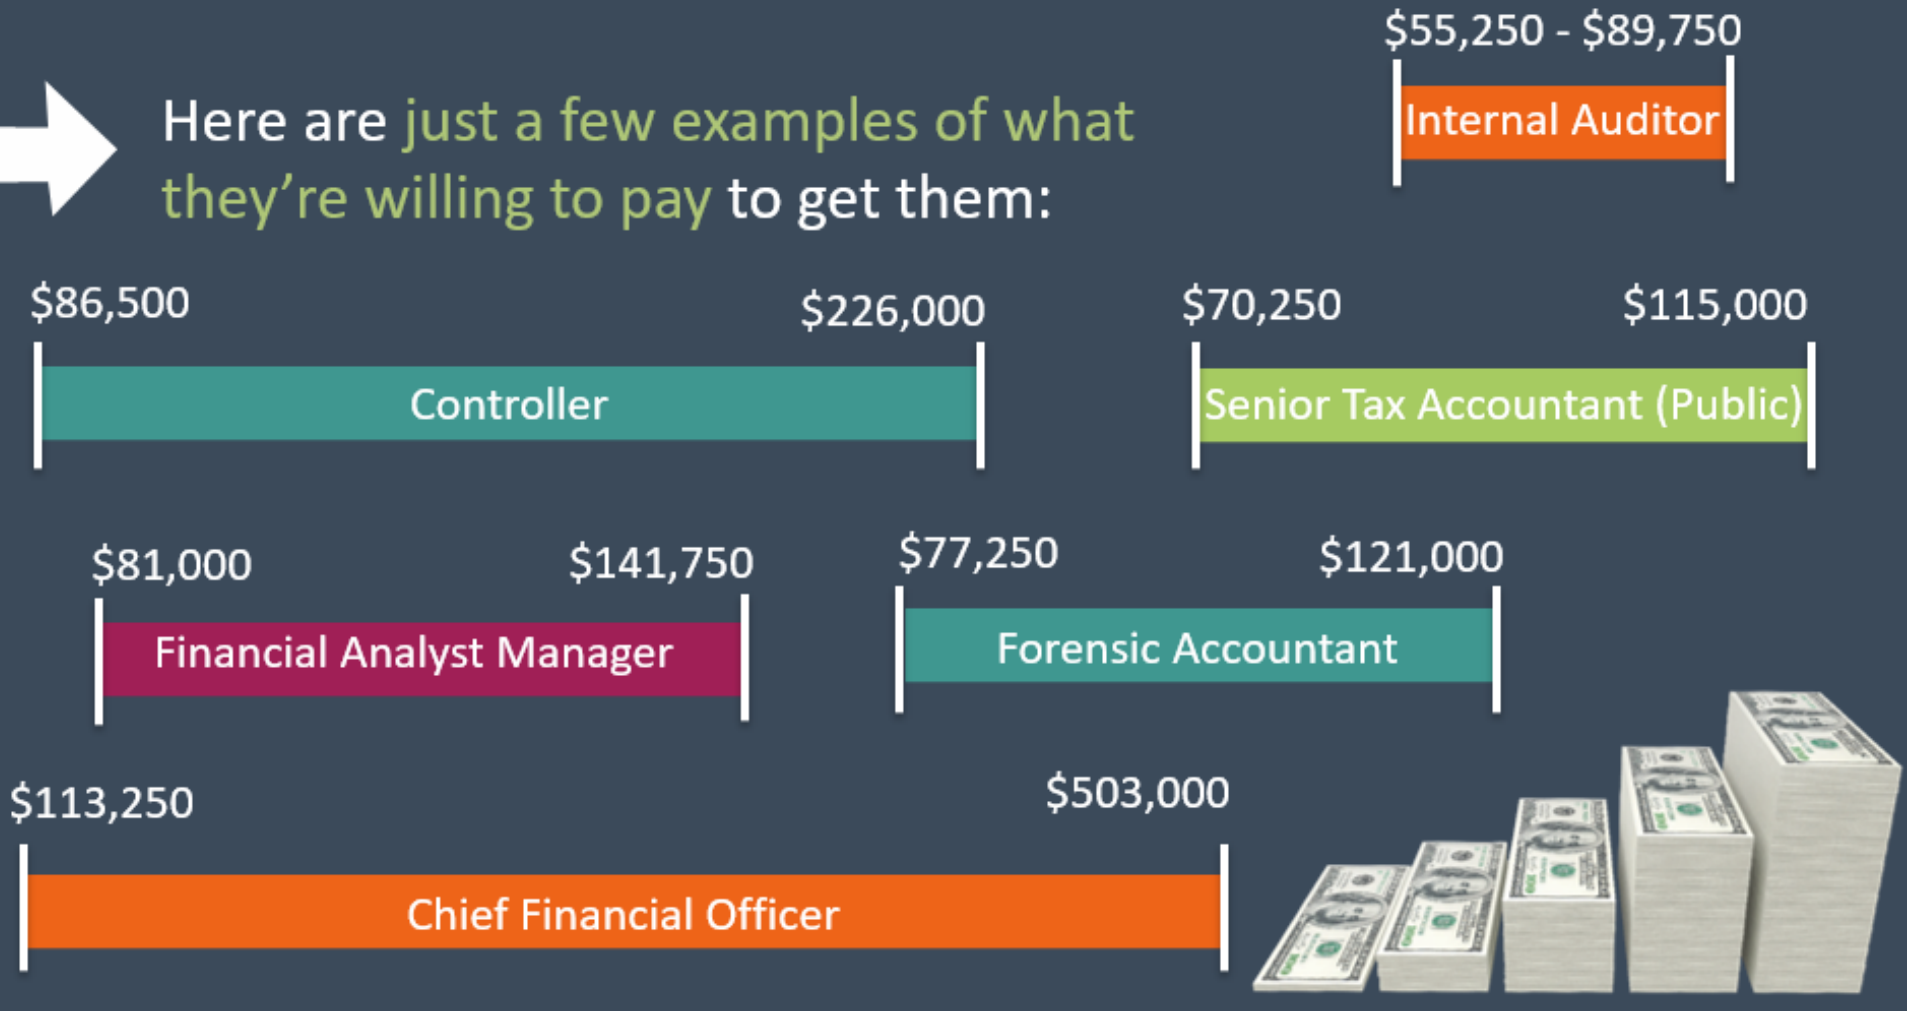 $55,250 - $89,750
Internal Auditor
Here are just a few examples of what
they're willing to pay to get them:
$86,500 $226,000
Controller
$70,250 $115,000
Senior Tax Accountant (Public)
$81,000 $141,750
Financial Analyst Manager
$77,250 $121,000
Forensic Accountant
$113,250 $503,000
Chief Financial Officer